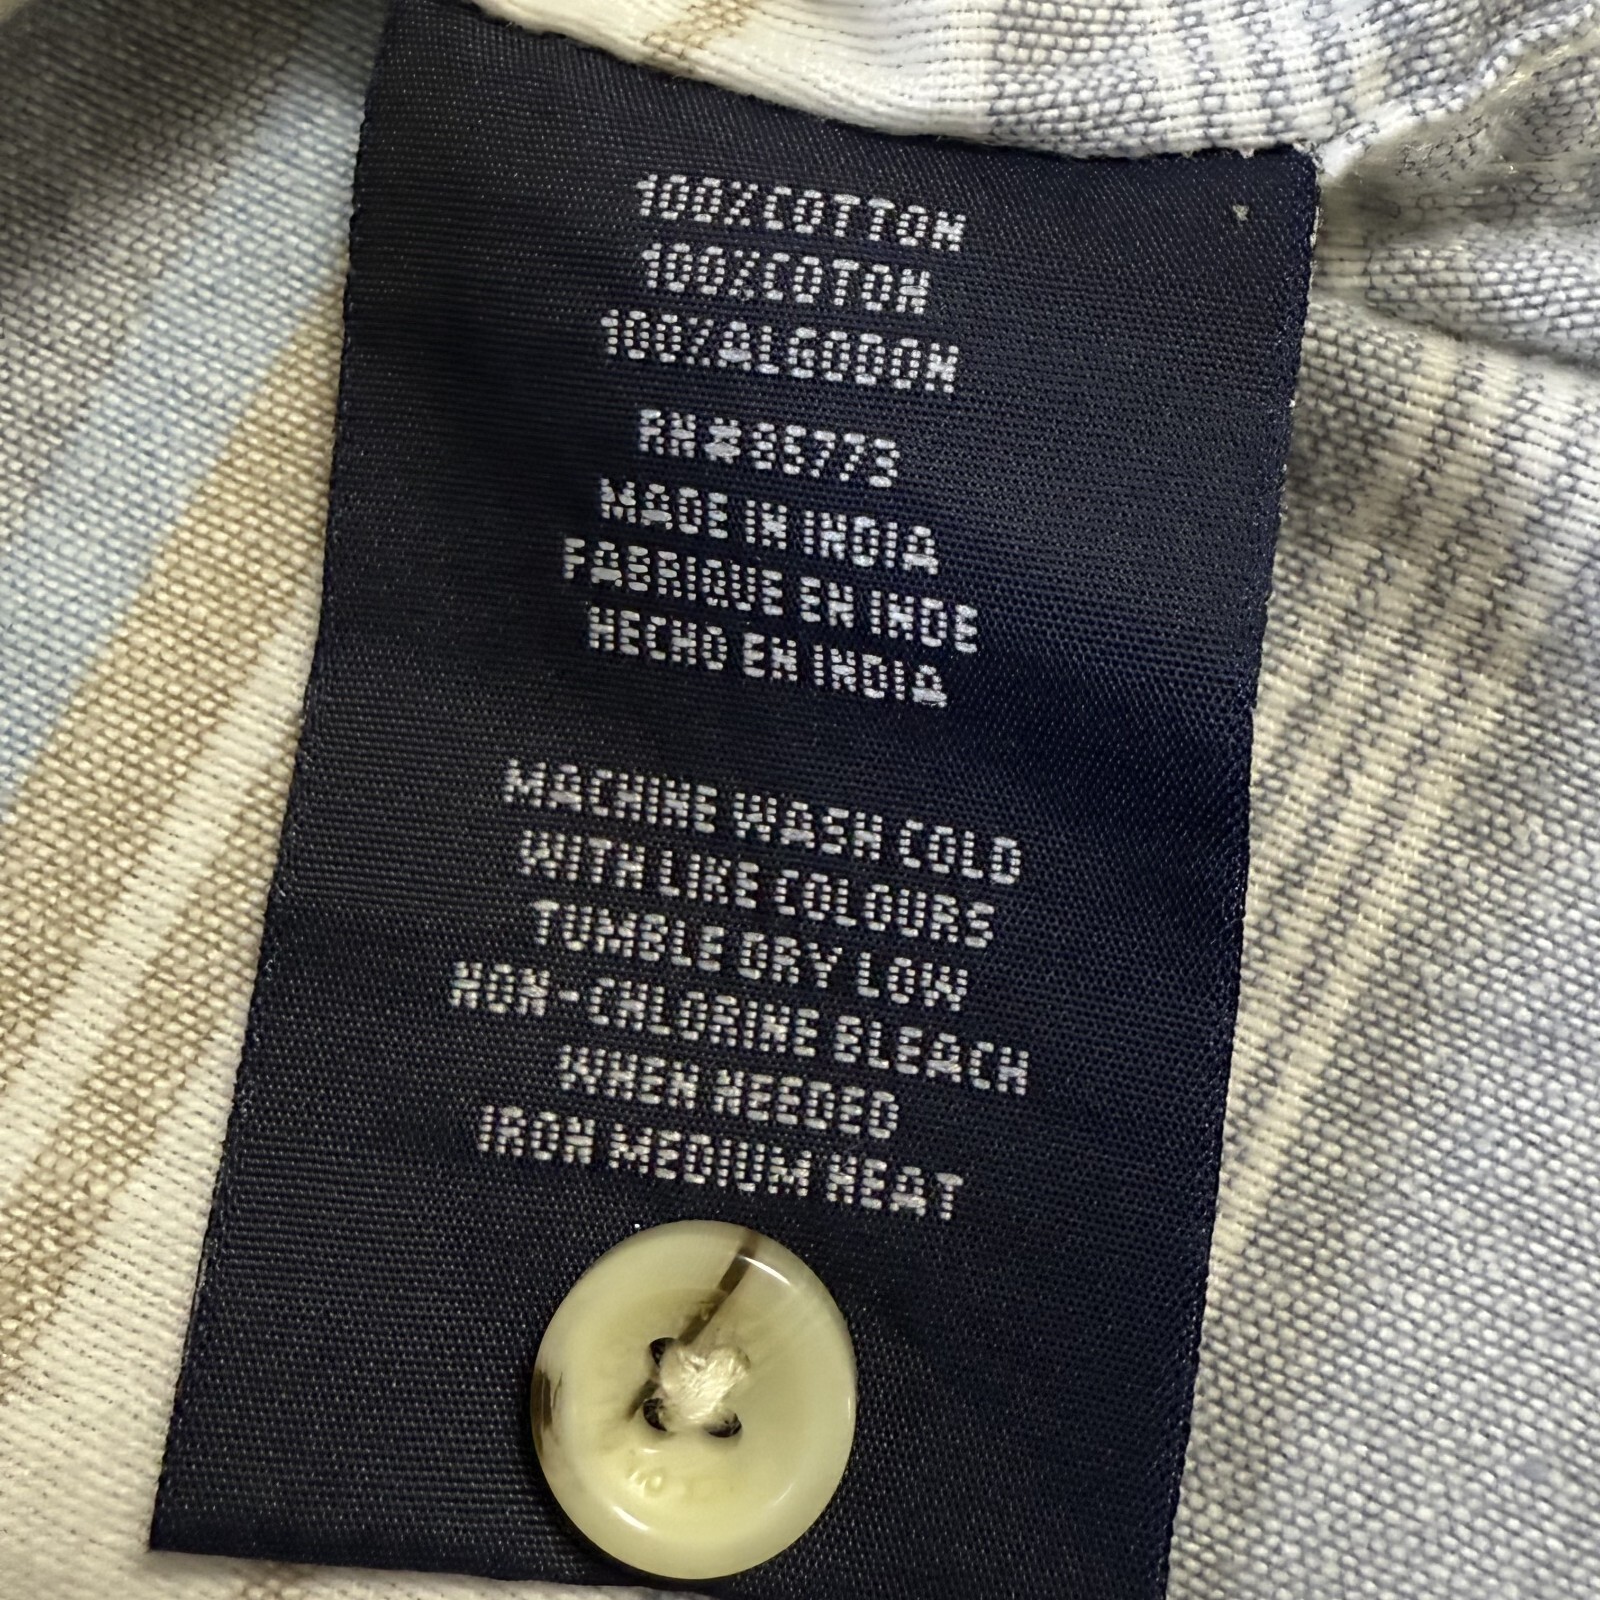 100%COTTON
100%COTON
100%ALGODON
RN#85773
MADE IN INDIA
FABRIQUE EN INDE
HECHO EN INDIA
MACHINE WASH COLD
WITH LIKE COLOURS
TUMBLE DRY LOW
NON-CHLORINE BLEACH
WHEN NEEDED
IRON MEDIUM HEAT